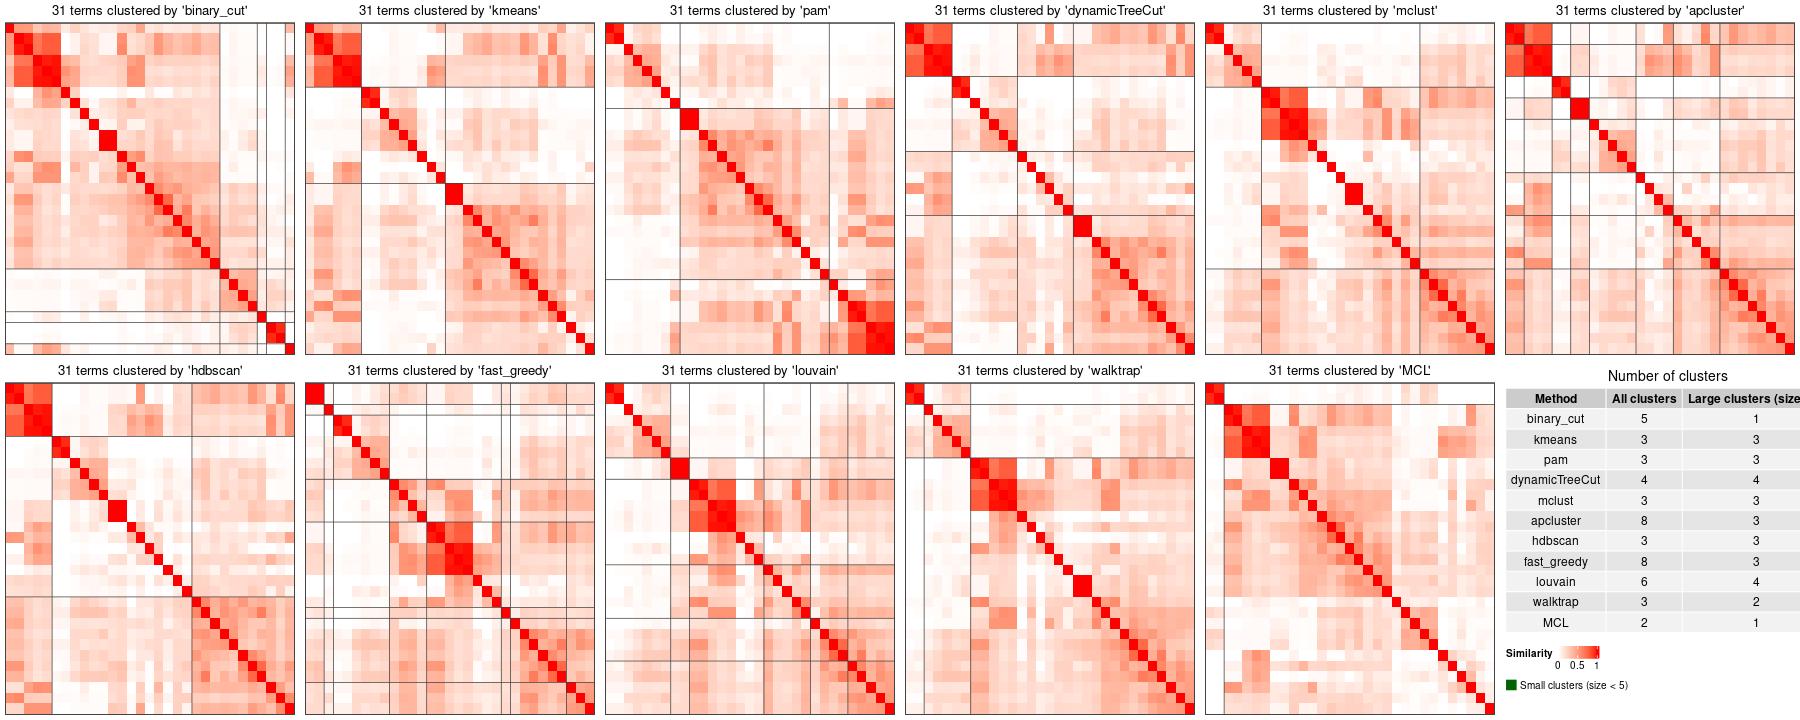 31 terms clustered by 'binary_cut'
31 terms clustered by 'kmeans'
31 terms clustered by 'pam'
31 terms clustered by 'dynamicTreeCut'
31 terms clustered by 'mclust'
31 terms clustered by 'apcluster'
31 terms clustered by 'hdbscan'
31 terms clustered by 'fast_greedy'
31 terms clustered by 'louvain'
31 terms clustered by 'walktrap'
31 terms clustered by 'MCL'
Number of clusters
Method All clusters Large clusters (size
binary_cut 5 1
kmeans 3 3
pam 3 3
dynamicTreeCut 4 4
mclust 3 3
apcluster 8 3
hdbscan 3 3
fast_greedy 8 3
louvain 6 4
walktrap 3 2
MCL 2 1
Similarity
0 0.5 1
Small clusters (size < 5)